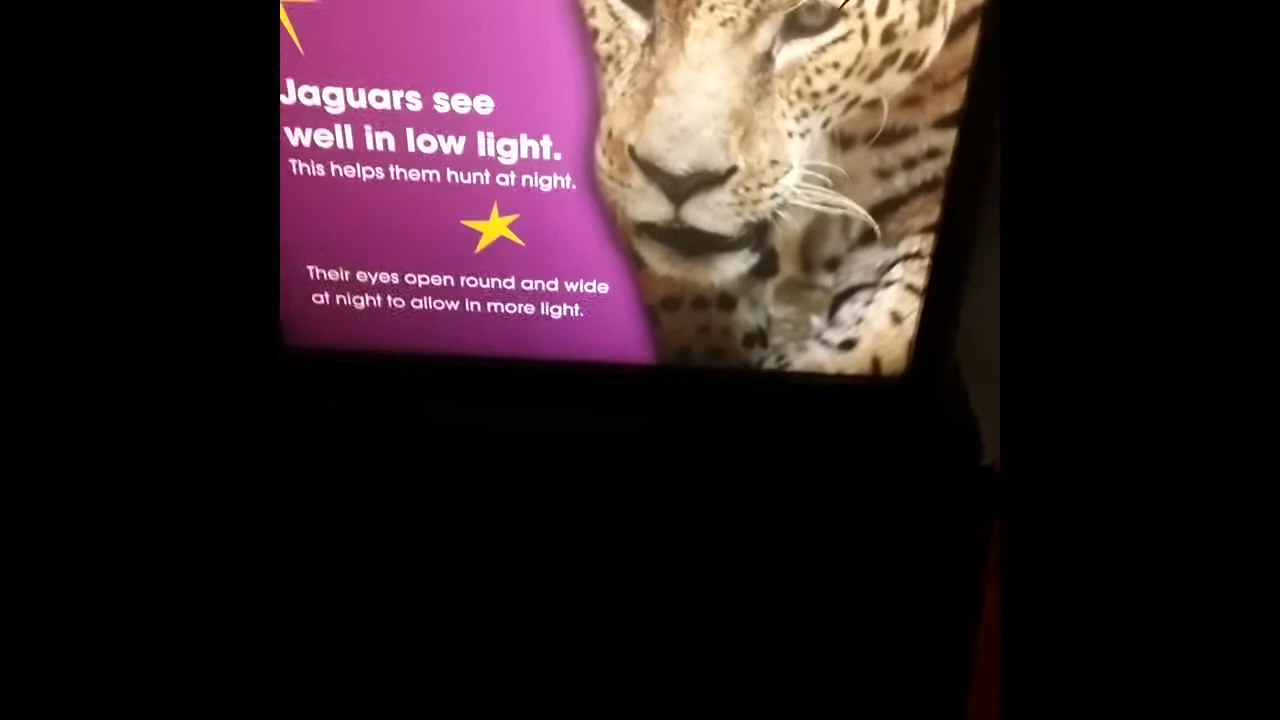 Jaguars see
well in low light.
This helps them hunt at night.
Their eyes open round and wide
at night to allow in more light.